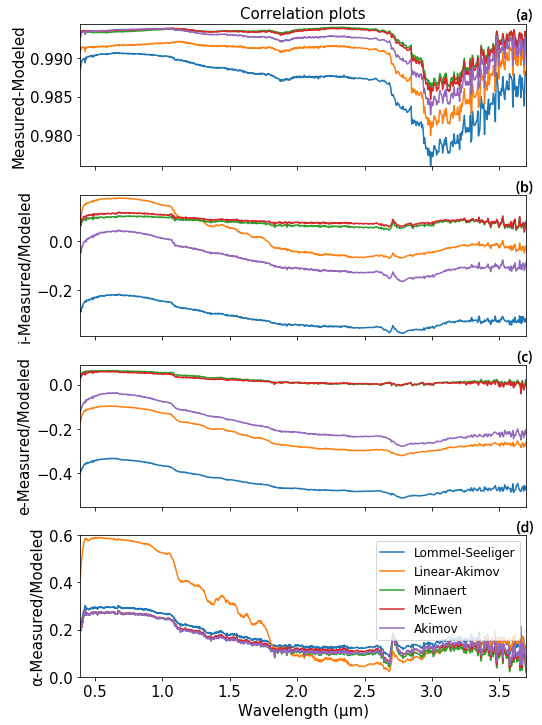 Correlation plots
(a)
Measured-Modeled
0.990
0.985
0.980
(b)
i-Measured/Modeled
0.0
−0.2
(c)
e-Measured/Modeled
0.0
−0.2
−0.4
(d)
α-Measured/Modeled
0.6
0.4
0.2
0.0
Lommel-Seeliger
Linear-Akimov
Minnaert
McEwen
Akimov
0.5 1.0 1.5 2.0 2.5 3.0 3.5
Wavelength (μm)